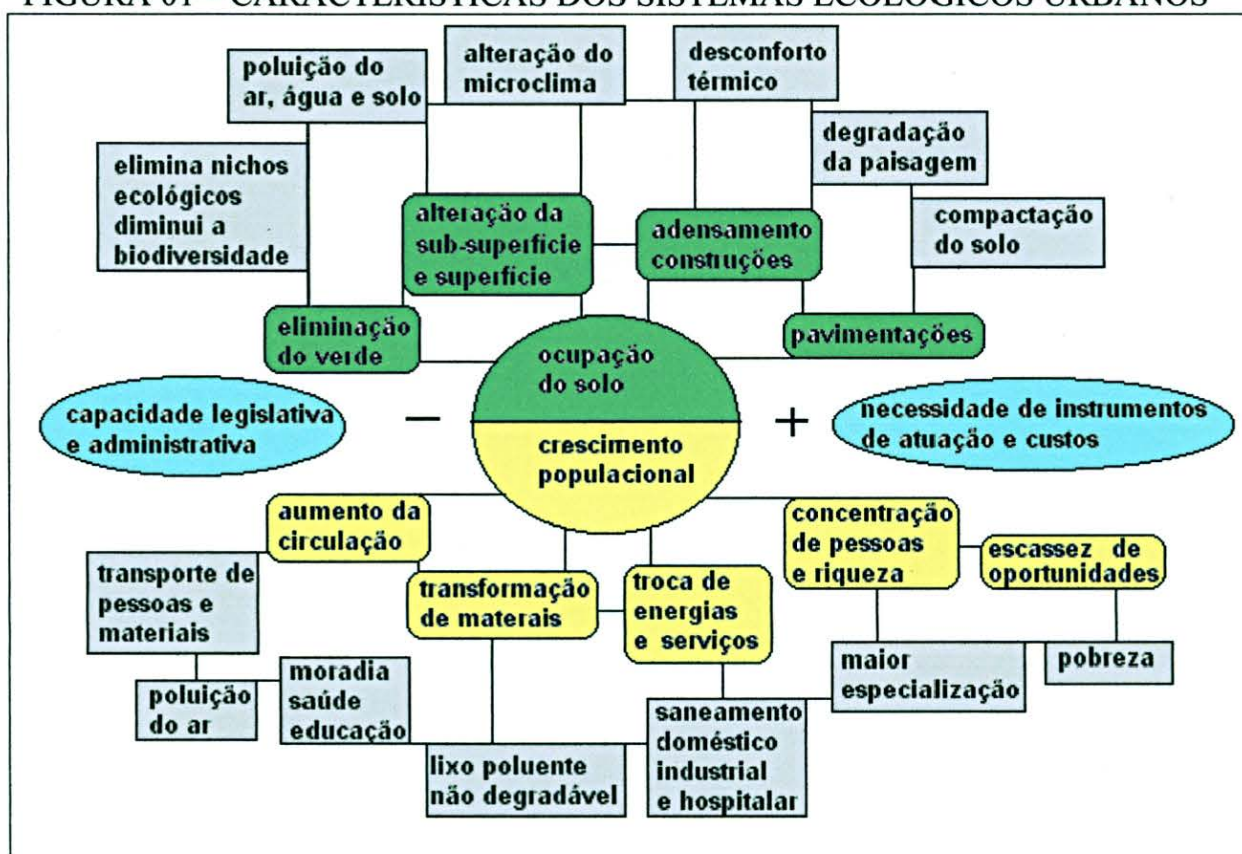 FIGURA 01 – CARACTERÍSTICAS DOS SISTEMAS ECOLÓGICOS URBANOS
poluição do
ar, água e solo
alteração do
microclima
desconforto
térmico
degradação
da paisagem
elimina nichos
ecológicos
diminui a
biodiversidade
compactação
do solo
alteração da
sub-superfície
e superfície
adensamento
construções
eliminação
do verde
pavimentações
ocupação
do solo
capacidade legislativa
e administrativa
–
+
necessidade de instrumentos
de atuação e custos
crescimento
populacional
aumento da
circulação
concentração
de pessoas
e riqueza
escassez de
oportunidades
transporte de
pessoas e
materiais
transformação
de materais
troca de
energias
e serviços
maior
especialização
pobreza
poluição
do ar
moradia
saúde
educação
lixo poluente
não degradável
saneamento
doméstico
industrial
e hospitalar